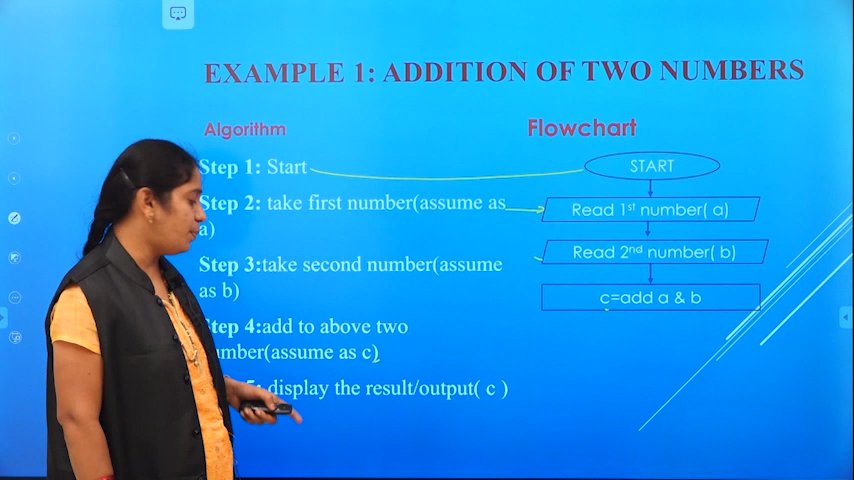 EXAMPLE 1: ADDITION OF TWO NUMBERS
Algorithm
Step 1: Start
Step 2: take first number(assume as
a)
Step 3:take second number(assume
as b)
Step 4:add to above two
number(assume as c)
5: display the result/output( c )
Flowchart
START
Read 1st number( a)
Read 2nd number( b)
c=add a & b